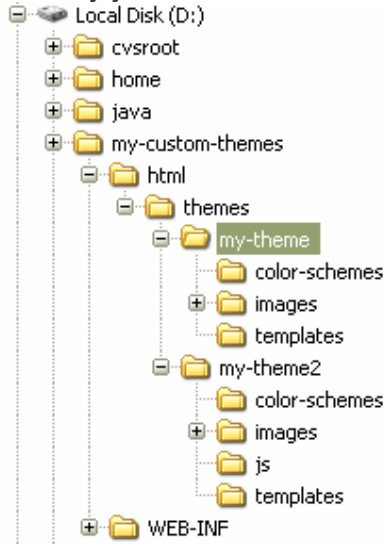 Local Disk (D:)
cvsroot
home
java
my-custom-themes
html
themes
my-theme
color-schemes
images
templates
my-theme2
color-schemes
images
js
templates
WEB-INF